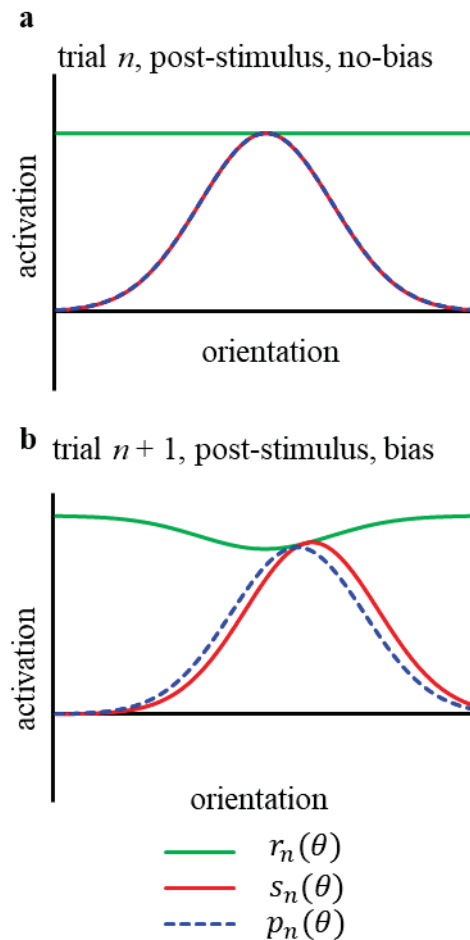 a
trial n, post-stimulus, no-bias
activation
orientation
b
trial n + 1, post-stimulus, bias
activation
orientation
rₙ(θ)
sₙ(θ)
pₙ(θ)